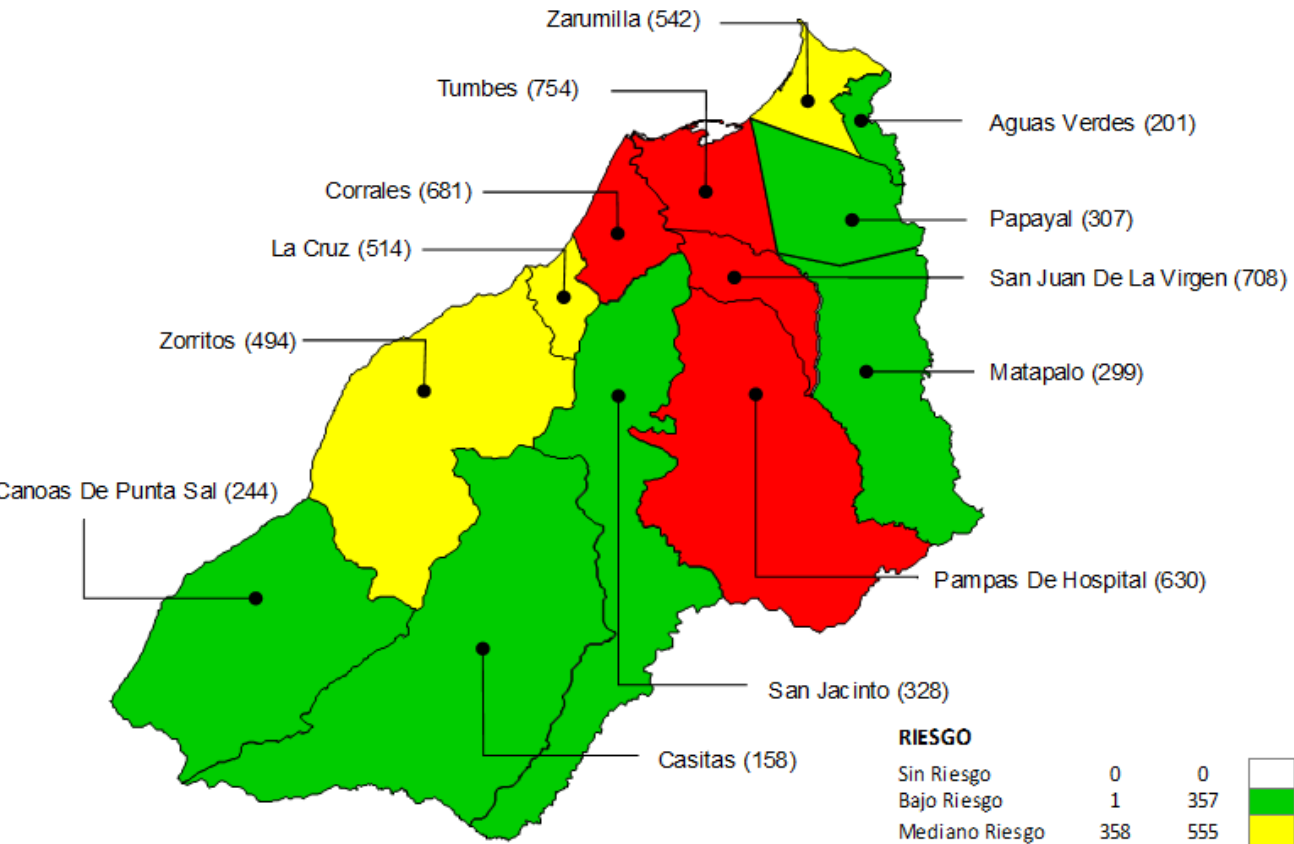 Zarumilla (542)
Tumbes (754)
Aguas Verdes (201)
Corrales (681)
Papayal (307)
La Cruz (514)
San Juan De La Virgen (708)
Zorritos (494)
Matapalo (299)
Canoas De Punta Sal (244)
Pampas De Hospital (630)
San Jacinto (328)
Casitas (158)
RIESGO
Sin Riesgo 0 0
Bajo Riesgo 1 357
Mediano Riesgo 358 555